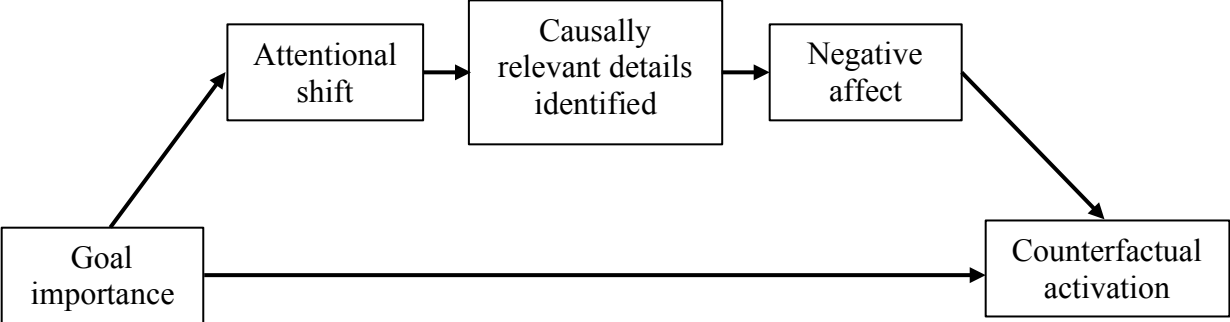 Attentional
shift
Causally
relevant details
identified
Negative
affect
Goal
importance
Counterfactual
activation